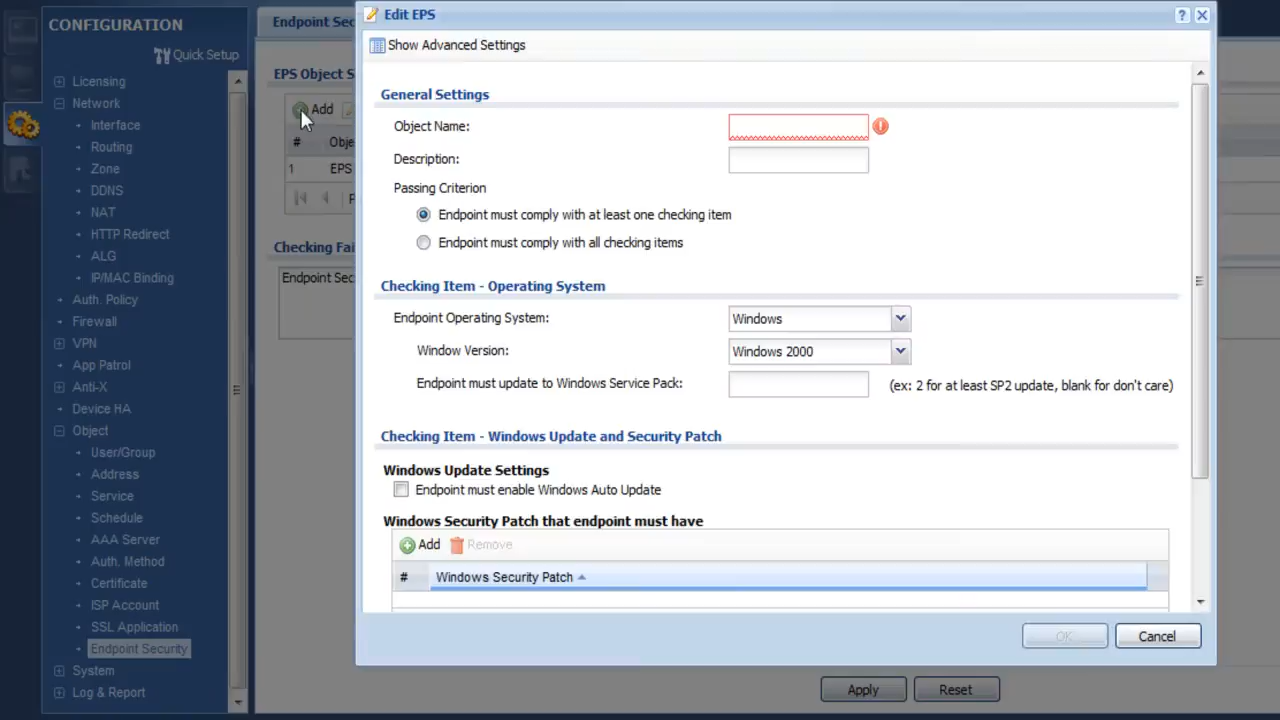 CONFIGURATION
Quick Setup
Licensing
Network
Interface
Routing
Zone
DDNS
NAT
HTTP Redirect
ALG
IP/MAC Binding
Auth. Policy
Firewall
VPN
App Patrol
Anti-X
Device HA
Object
User/Group
Address
Service
Schedule
AAA Server
Auth. Method
Certificate
ISP Account
SSL Application
Endpoint Security
System
Log & Report
Endpoint Sec
EPS Object S
Add
# Obje
1 EPS
P
Checking Fai
Endpoint Sec
Edit EPS
Show Advanced Settings
General Settings
Object Name:
Description:
Passing Criterion
Endpoint must comply with at least one checking item
Endpoint must comply with all checking items
Checking Item - Operating System
Endpoint Operating System: Windows
Window Version: Windows 2000
Endpoint must update to Windows Service Pack: (ex: 2 for at least SP2 update, blank for don't care)
Checking Item - Windows Update and Security Patch
Windows Update Settings
Endpoint must enable Windows Auto Update
Windows Security Patch that endpoint must have
Add Remove
# Windows Security Patch
OK Cancel
Apply Reset